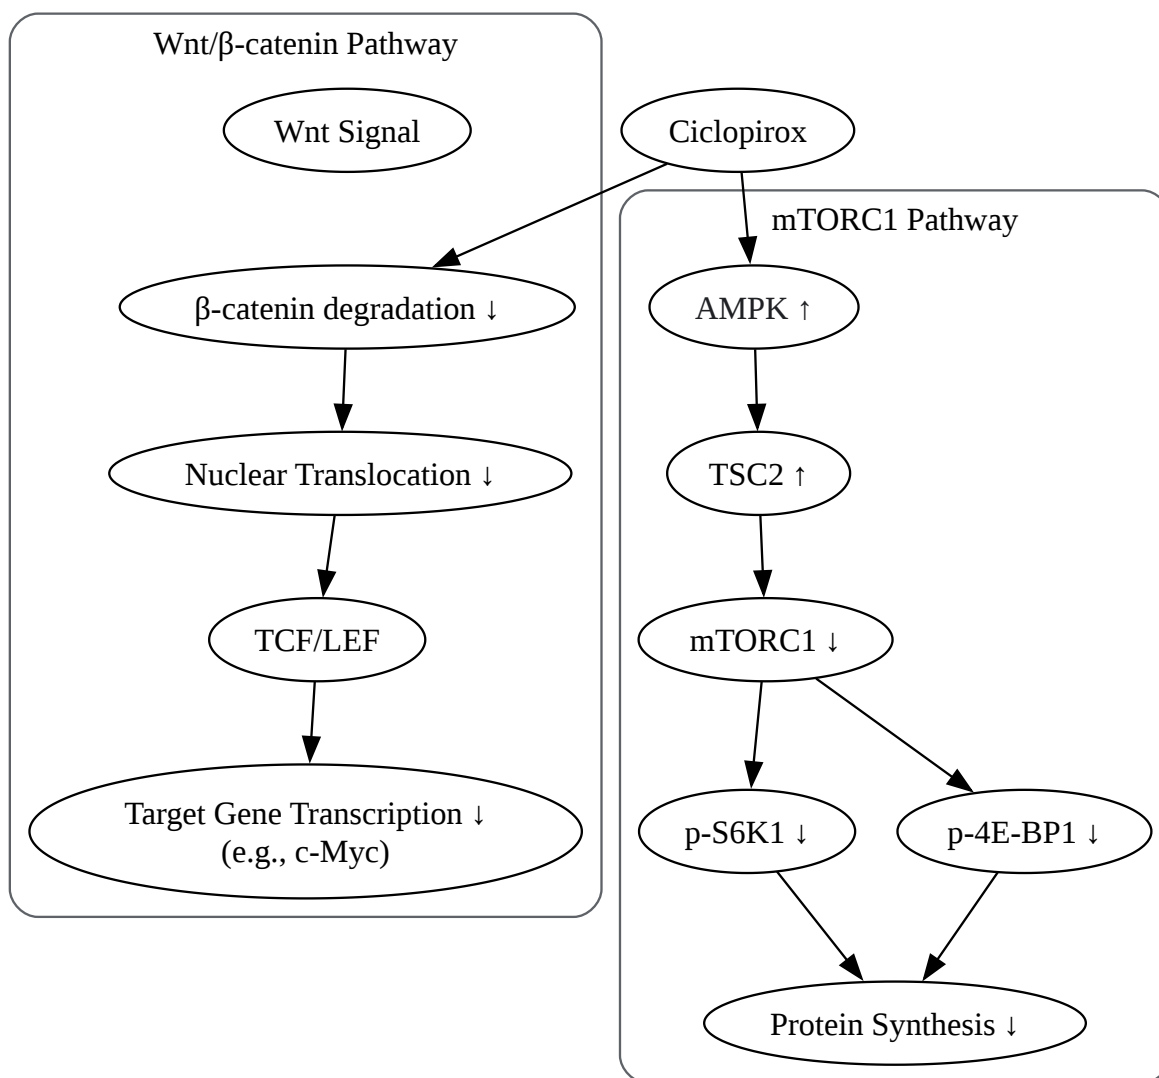 Wnt/β-catenin Pathway
Wnt Signal
Ciclopirox
mTORC1 Pathway
β-catenin degradation ↓
AMPK ↑
Nuclear Translocation ↓
TSC2 ↑
TCF/LEF
mTORC1 ↓
Target Gene Transcription ↓
(e.g., c-Myc)
p-S6K1 ↓
p-4E-BP1 ↓
Protein Synthesis ↓